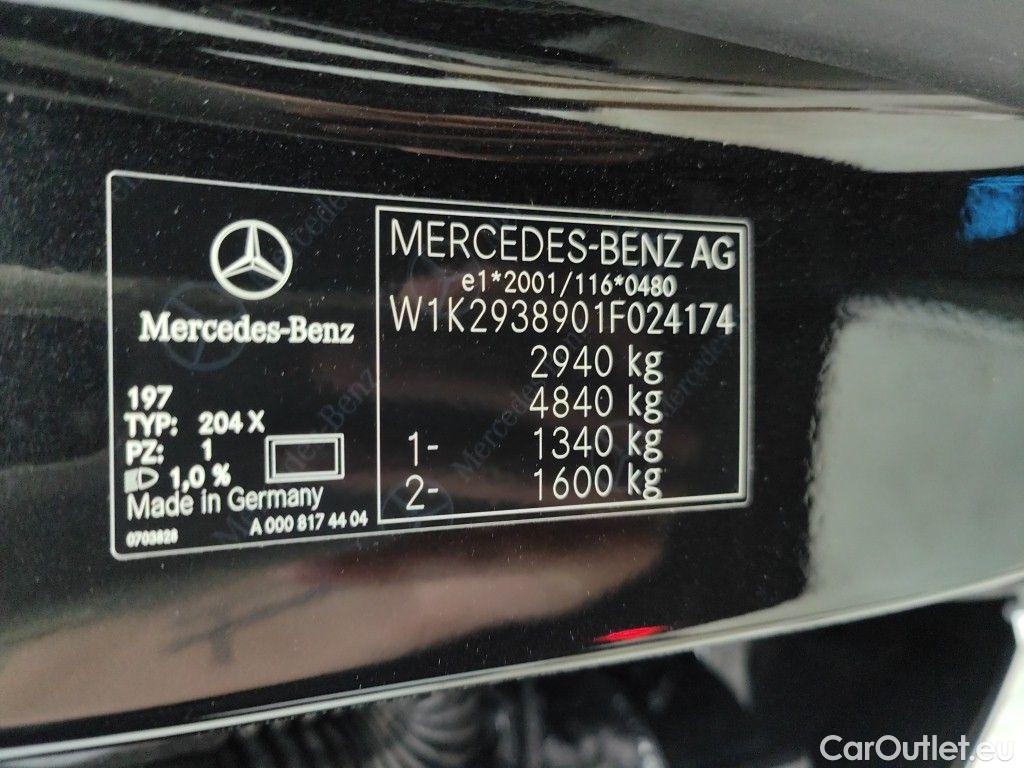 Mercedes-Benz
197
TYP: 204 X
PZ: 1
1,0 %
Made in Germany
A 000 817 44 04
0703828
MERCEDES-BENZ AG
e1*2001/116*0480
W1K2938901F024174
2940 kg
4840 kg
1- 1340 kg
2- 1600 kg
CarOutlet.eu